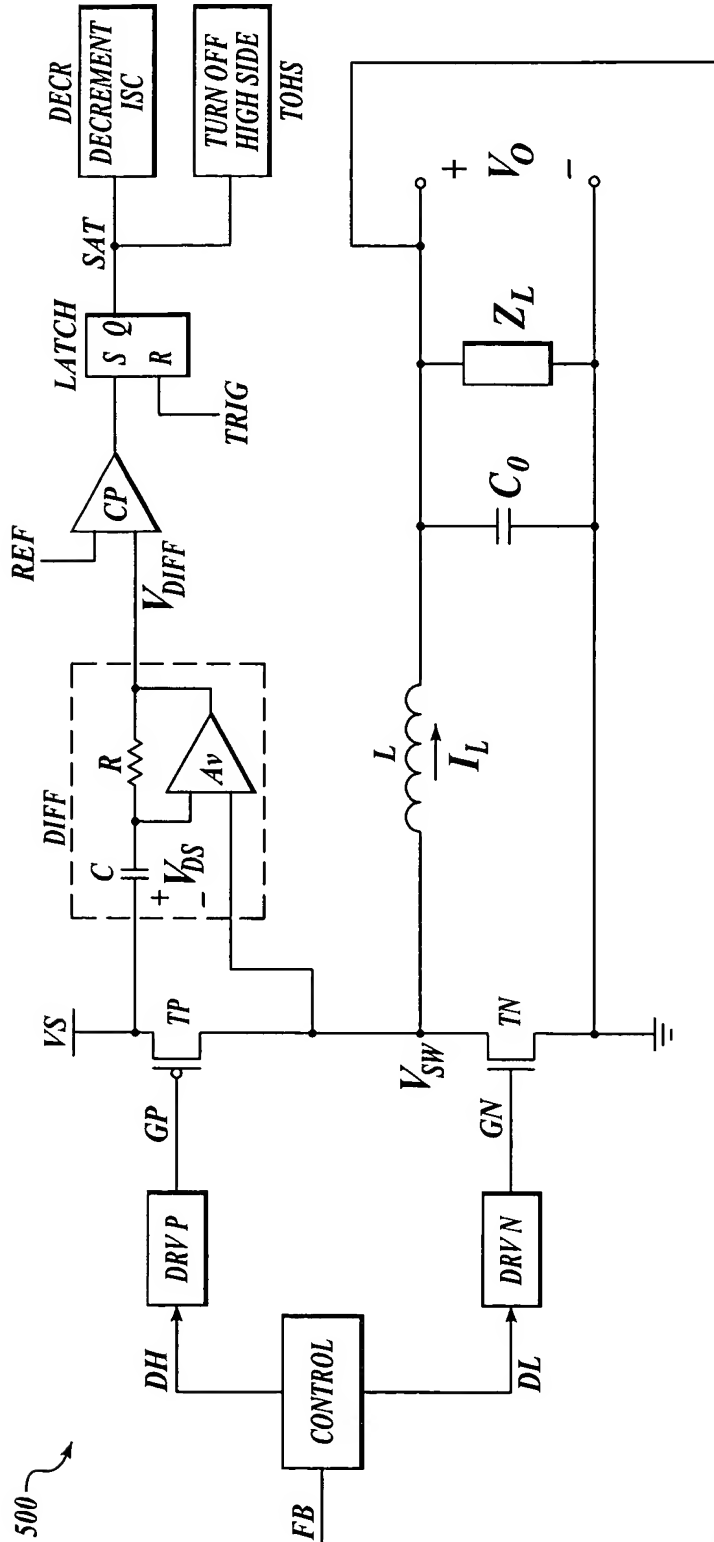 500
FB
CONTROL
DH
DL
DRV P
DRV N
GP
GN
VS
TP
V_SW
TN
DIFF
C
+ V_DS -
R
Av
V_DIFF
REF
CP
LATCH
S Q
R
TRIG
SAT
DECR
DECREMENT
ISC
TURN OFF
HIGH SIDE
TOHS
L
I_L
C_0
Z_L
+
V_O
-